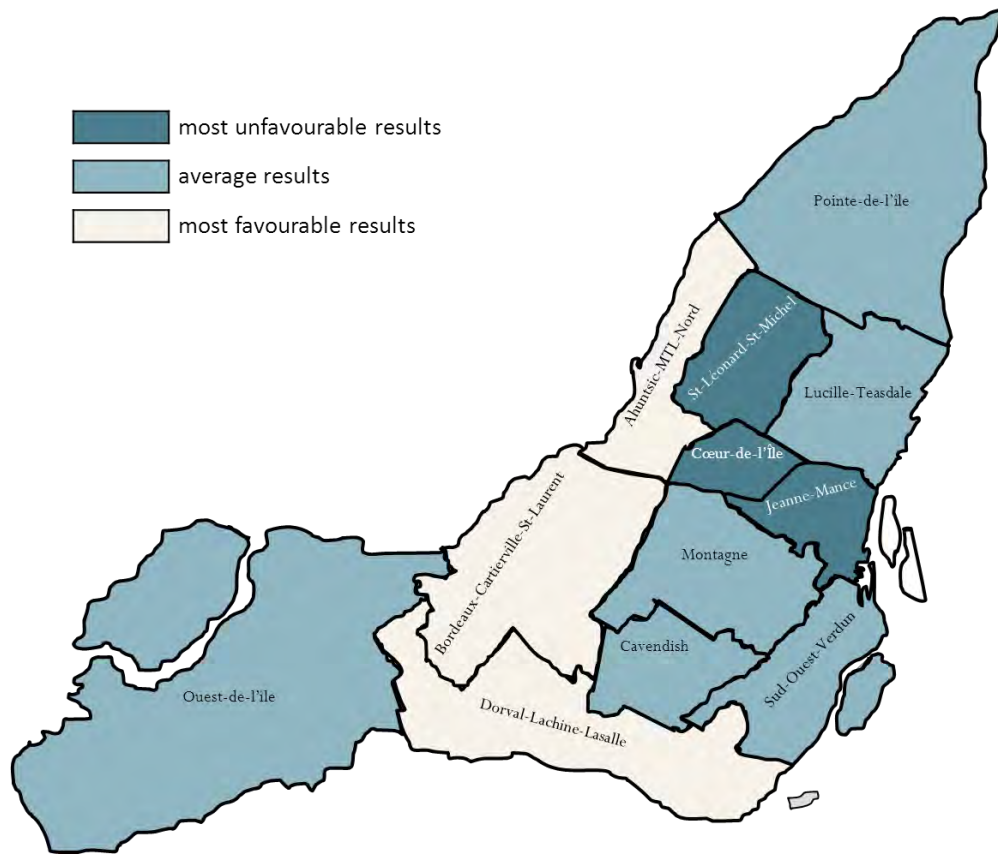 most unfavourable results
average results
most favourable results
Pointe-de-l'île
Ahuntsic-MTL-Nord
St-Léonard-St-Michel
Lucille-Teasdale
Cœur-de-l'Île
Jeanne-Mance
Bordeaux-Cartierville-St-Laurent
Montagne
Cavendish
Sud-Ouest-Verdun
Ouest-de-l'île
Dorval-Lachine-Lasalle